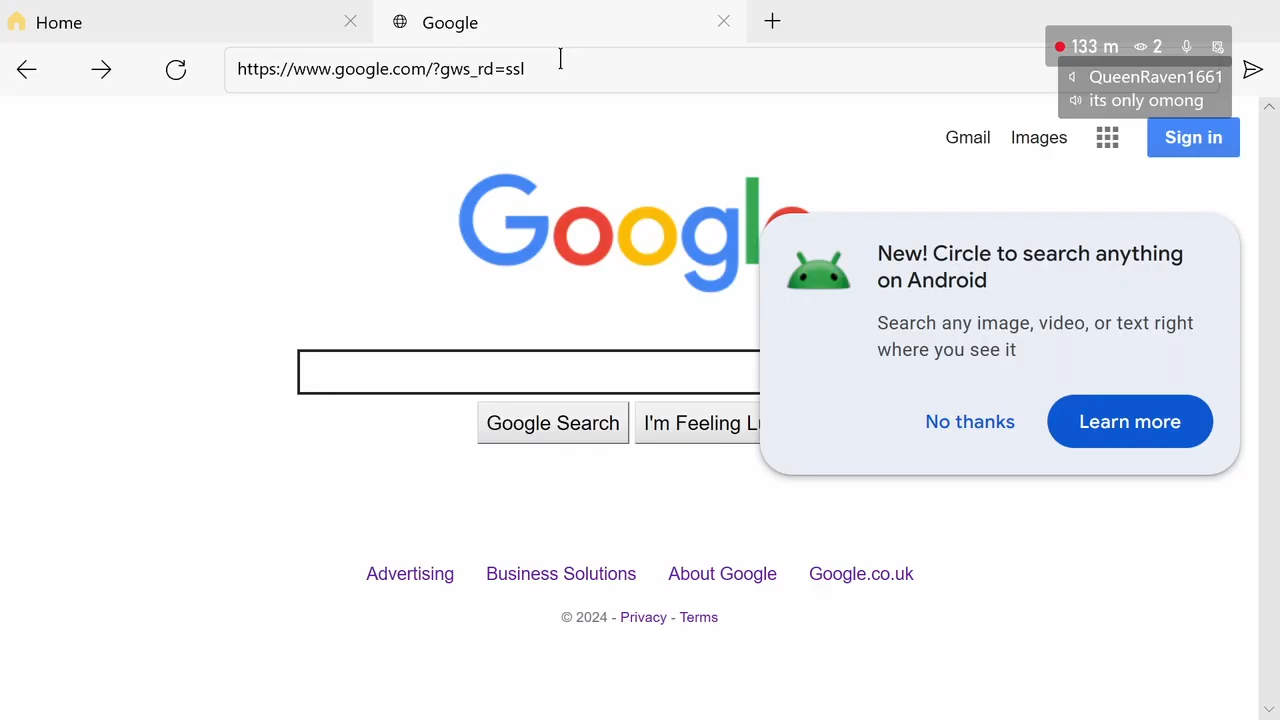 Home
Google
133 m 2
https://www.google.com/?gws_rd=ssl
QueenRaven1661
its only omong
Gmail
Images
Sign in
Google
New! Circle to search anything
on Android
Search any image, video, or text right
where you see it
No thanks
Learn more
Google Search
I'm Feeling L
Advertising
Business Solutions
About Google
Google.co.uk
© 2024 - Privacy - Terms